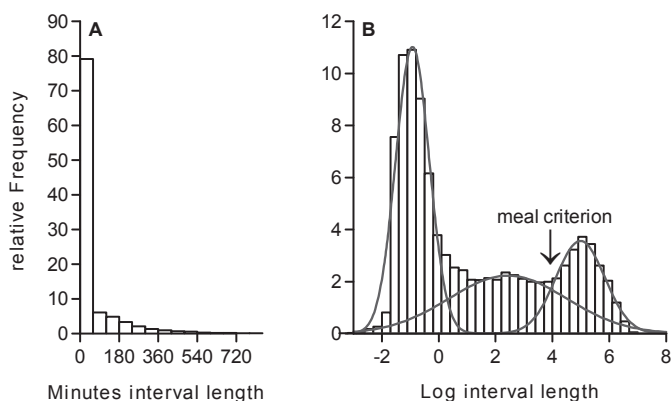 A
relative Frequency
90
80
70
60
50
40
30
20
10
0
0 180 360 540 720
Minutes interval length
B
12
10
8
6
4
2
0
meal criterion
-2 0 2 4 6 8
Log interval length